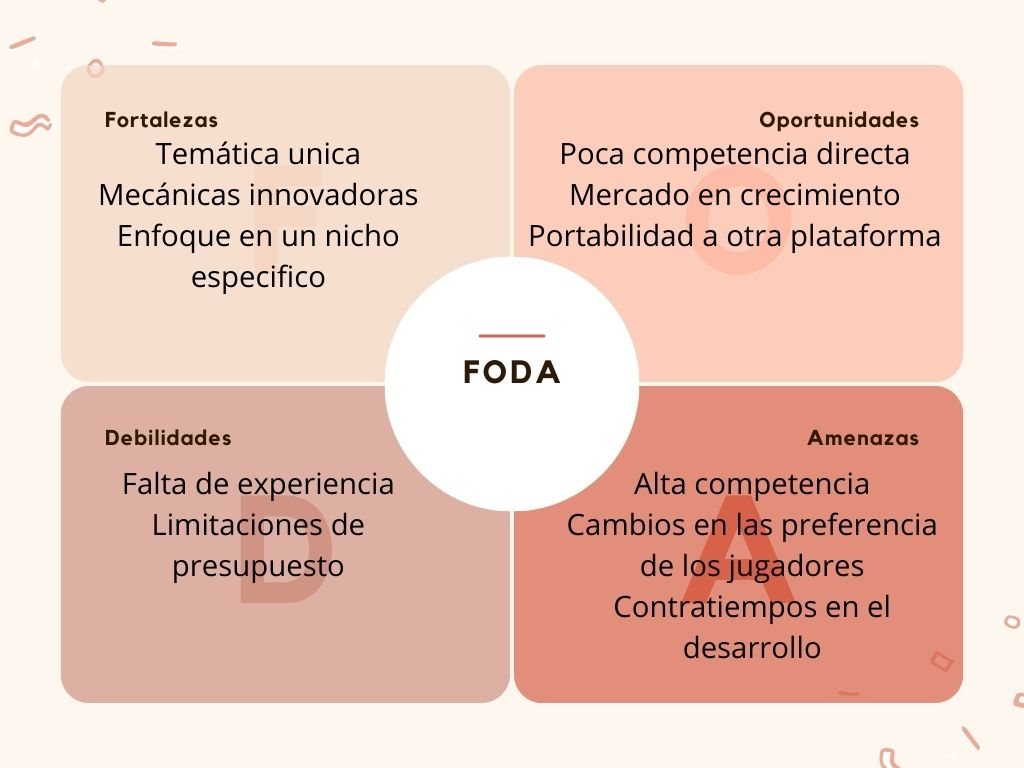 Fortalezas
Temática unica
Mecánicas innovadoras
Enfoque en un nicho
especifico
Oportunidades
Poca competencia directa
Mercado en crecimiento
Portabilidad a otra plataforma
FODA
Debilidades
Falta de experiencia
Limitaciones de
presupuesto
Amenazas
Alta competencia
Cambios en las preferencia
de los jugadores
Contratiempos en el
desarrollo
F
O
D
A